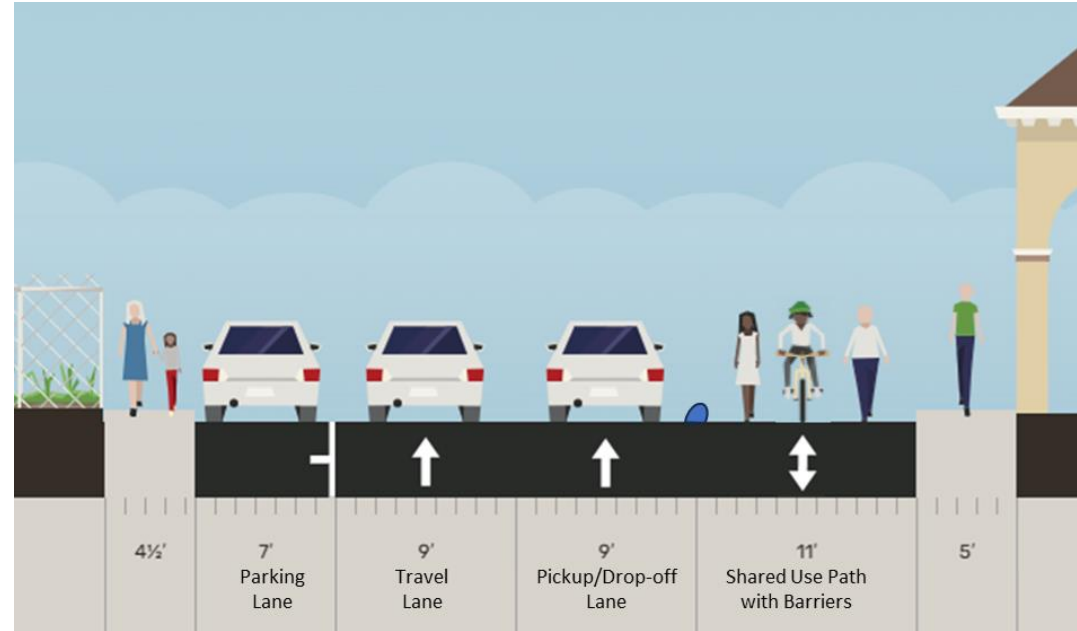 4½'
7'
Parking
Lane
9'
Travel
Lane
9'
Pickup/Drop-off
Lane
11'
Shared Use Path
with Barriers
5'